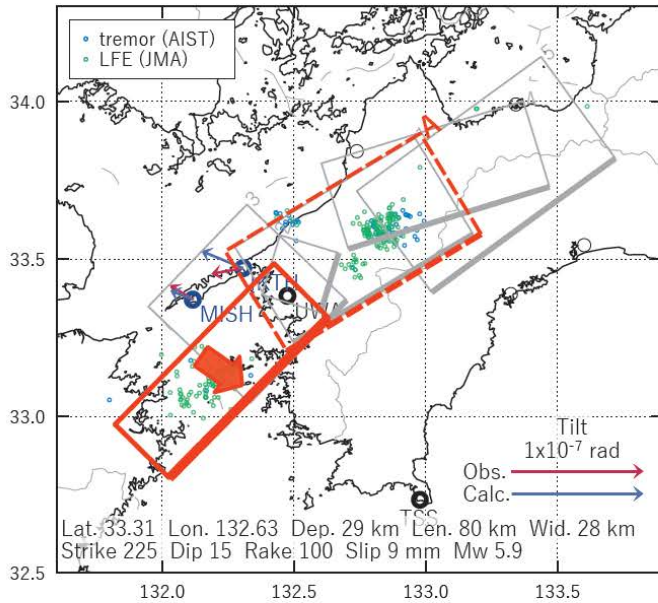 tremor (AIST)
LFE (JMA)
34.0
33.5
33.0
32.5
A
3
MISH
UWA
TSS
Tilt
1x10-7 rad
Obs.
Calc.
Lat. 33.31 Lon. 132.63 Dep. 29 km Len. 80 km Wid. 28 km
Strike 225 Dip 15 Rake 100 Slip 9 mm Mw 5.9
132.0 132.5 133.0 133.5